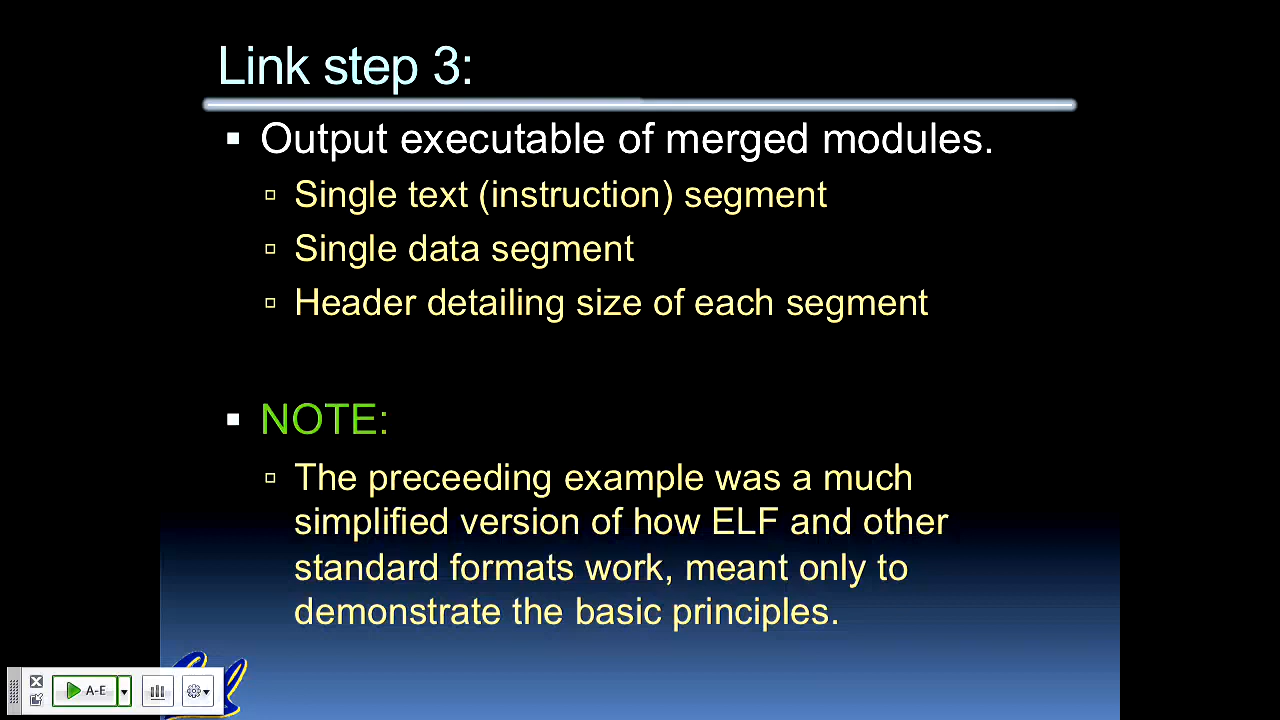 Link step 3:
Output executable of merged modules.
Single text (instruction) segment
Single data segment
Header detailing size of each segment
NOTE:
The preceeding example was a much
simplified version of how ELF and other
standard formats work, meant only to
demonstrate the basic principles.
A-E